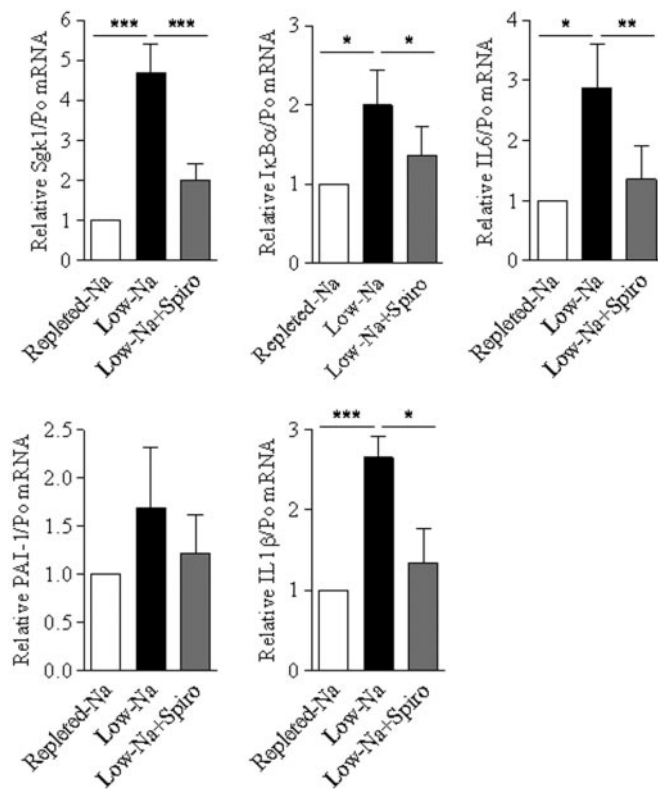 *** ***
Relative Sgk1/Po mRNA
6
5
4
3
2
1
0
Repleted-Na
Low-Na
Low-Na+Spiro
* *
Relative IκBα/Po mRNA
3
2
1
0
Repleted-Na
Low-Na
Low-Na+Spiro
* **
Relative IL6/Po mRNA
4
3
2
1
0
Repleted-Na
Low-Na
Low-Na+Spiro
Relative PAI-1/Po mRNA
2.5
2.0
1.5
1.0
0.5
0.0
Repleted-Na
Low-Na
Low-Na+Spiro
*** *
Relative IL1β/Po mRNA
3
2
1
0
Repleted-Na
Low-Na
Low-Na+Spiro